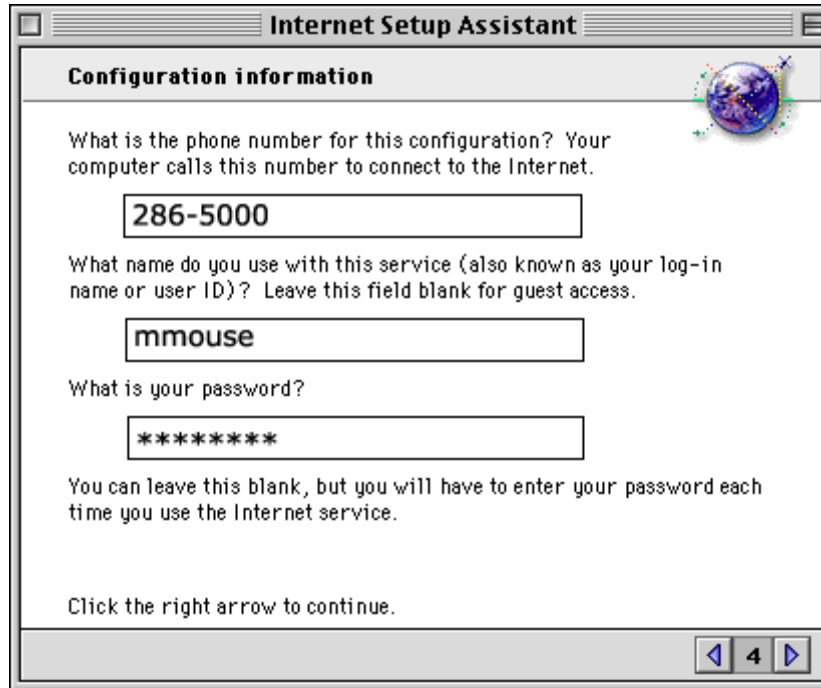 Internet Setup Assistant
Configuration information
What is the phone number for this configuration? Your
computer calls this number to connect to the Internet.
286-5000
What name do you use with this service (also known as your log-in
name or user ID)? Leave this field blank for guest access.
mmouse
What is your password?
********
You can leave this blank, but you will have to enter your password each
time you use the Internet service.
Click the right arrow to continue.
4